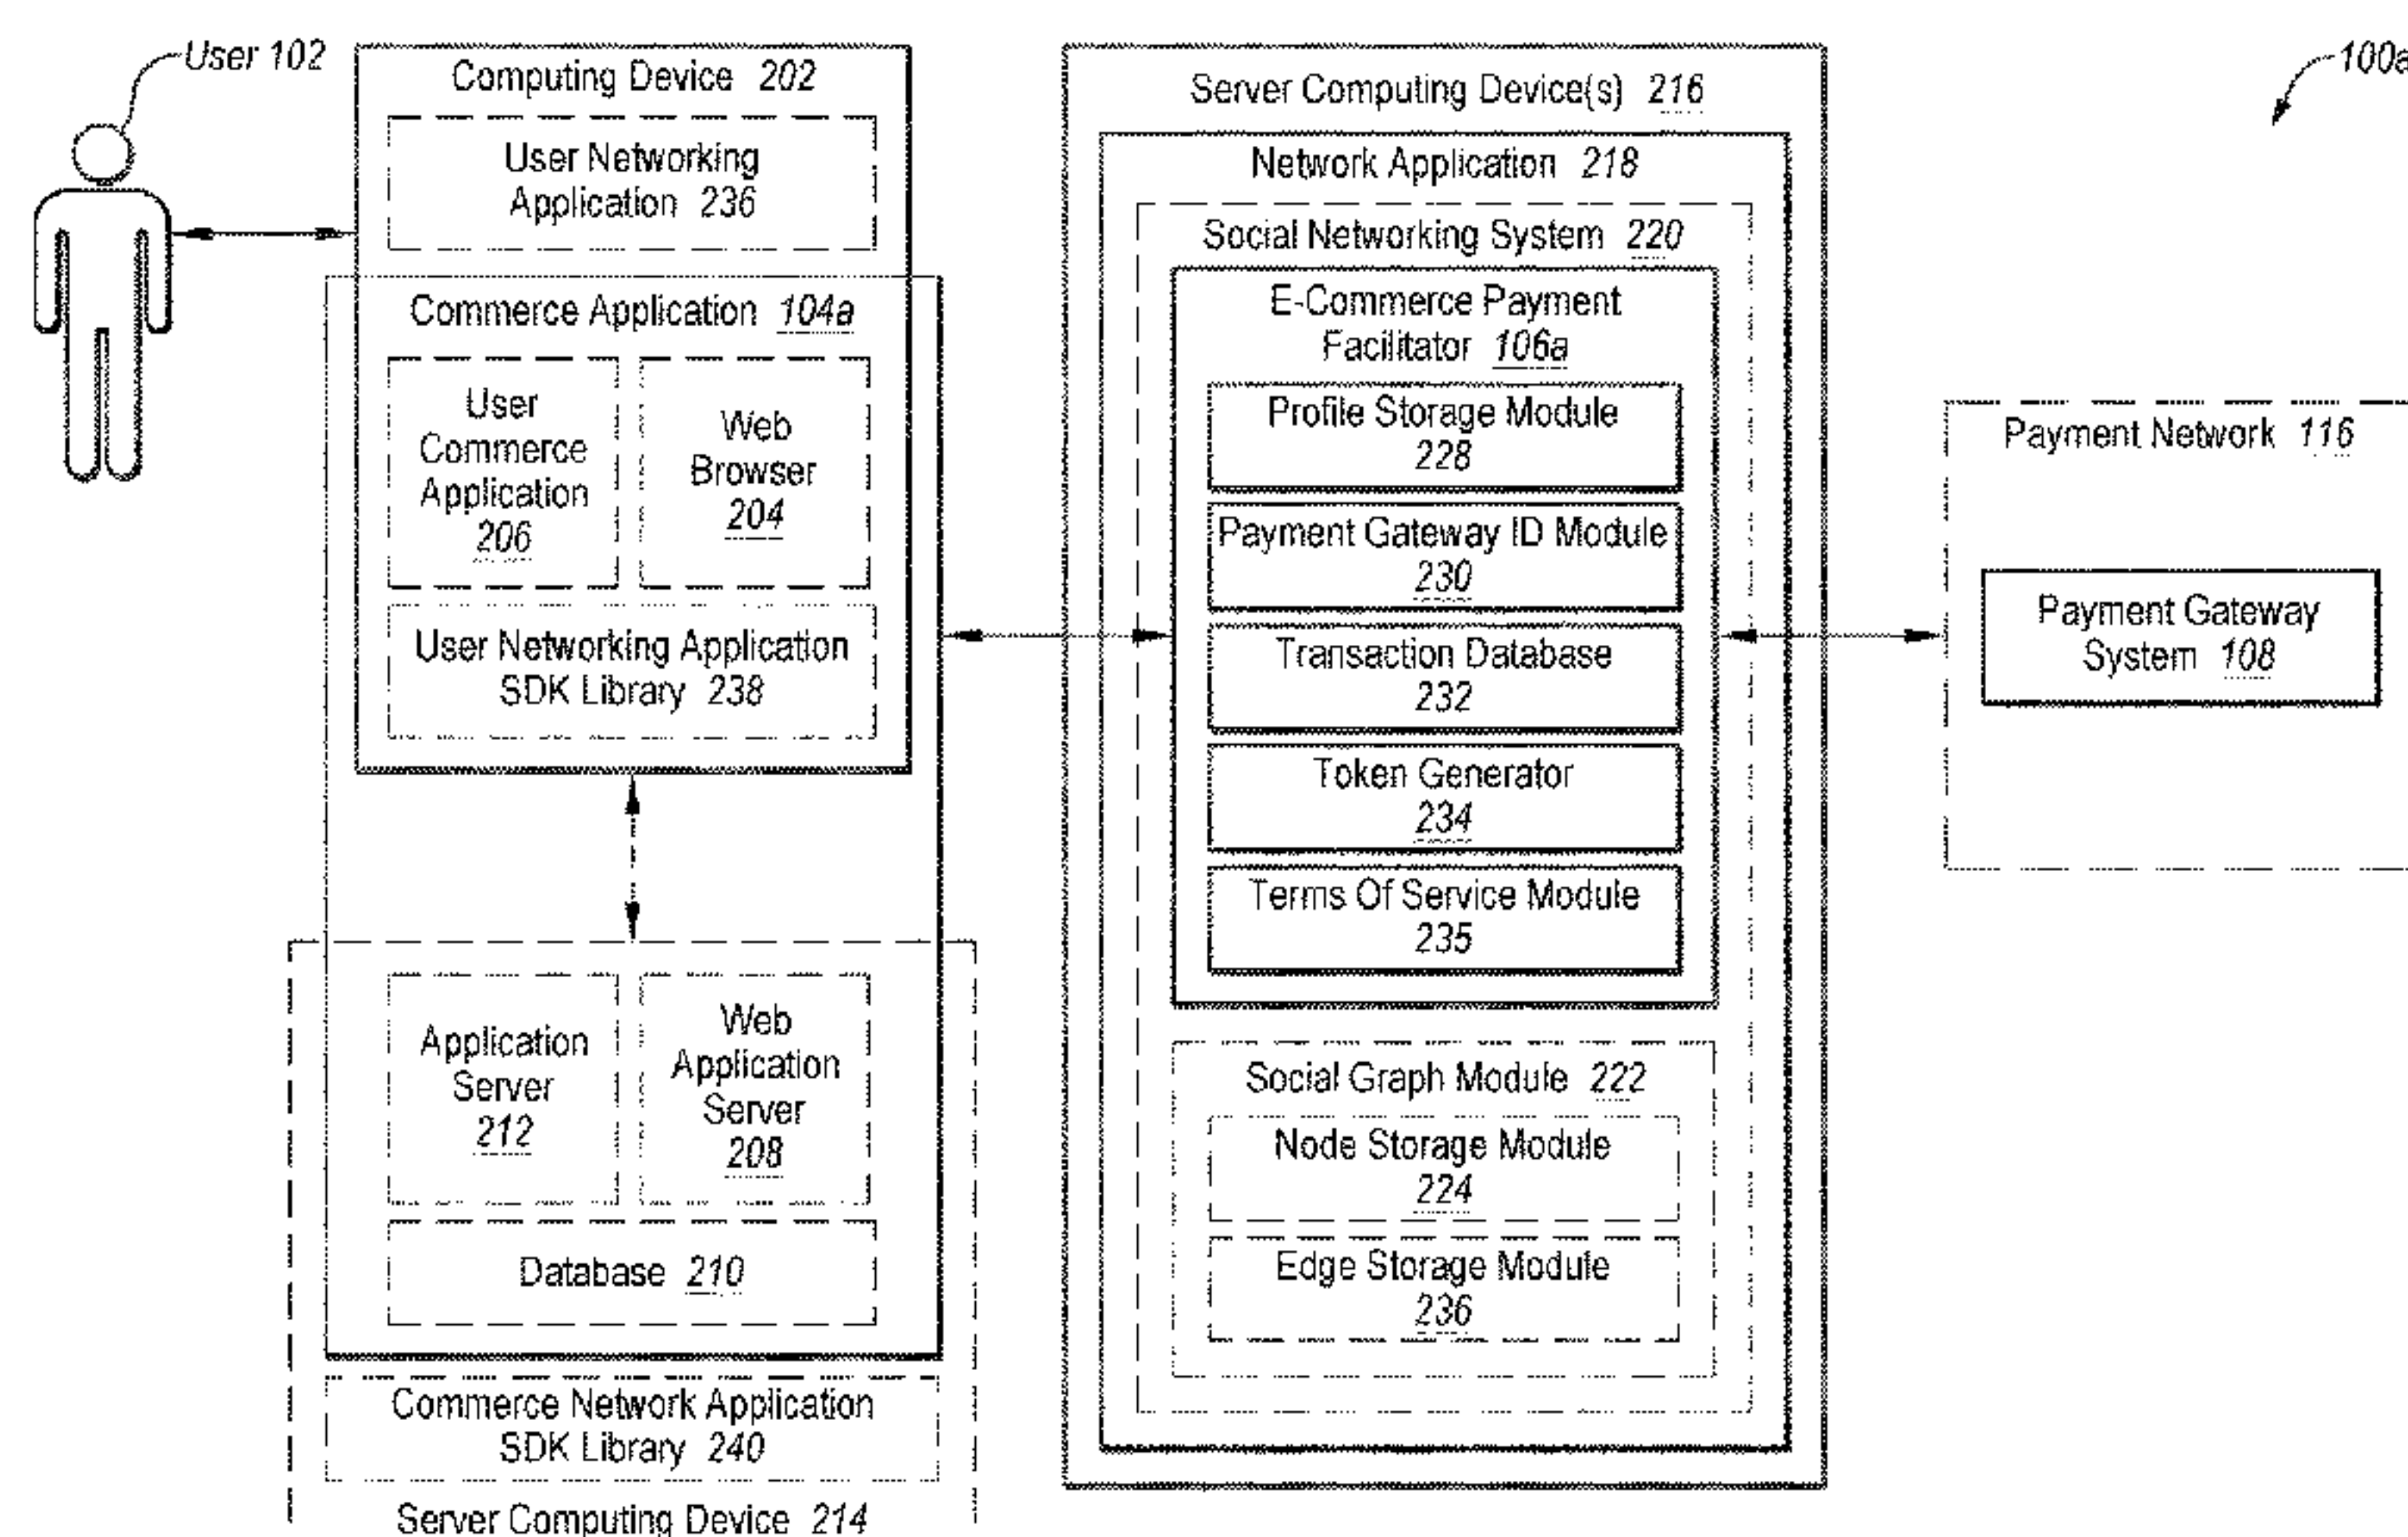 User 102
Computing Device 202
User Networking
Application 236
Commerce Application 104a
User
Commerce
Application
206
Web
Browser
204
User Networking Application
SDK Library 238
Application
Server
212
Web
Application
Server
208
Database 210
Commerce Network Application
SDK Library 240
Server Computing Device 214
Server Computing Device(s) 216
Network Application 218
Social Networking System 220
E-Commerce Payment
Facilitator 106a
Profile Storage Module
228
Payment Gateway ID Module
230
Transaction Database
232
Token Generator
234
Terms Of Service Module
235
Social Graph Module 222
Node Storage Module
224
Edge Storage Module
236
100a
Payment Network 116
Payment Gateway
System 108